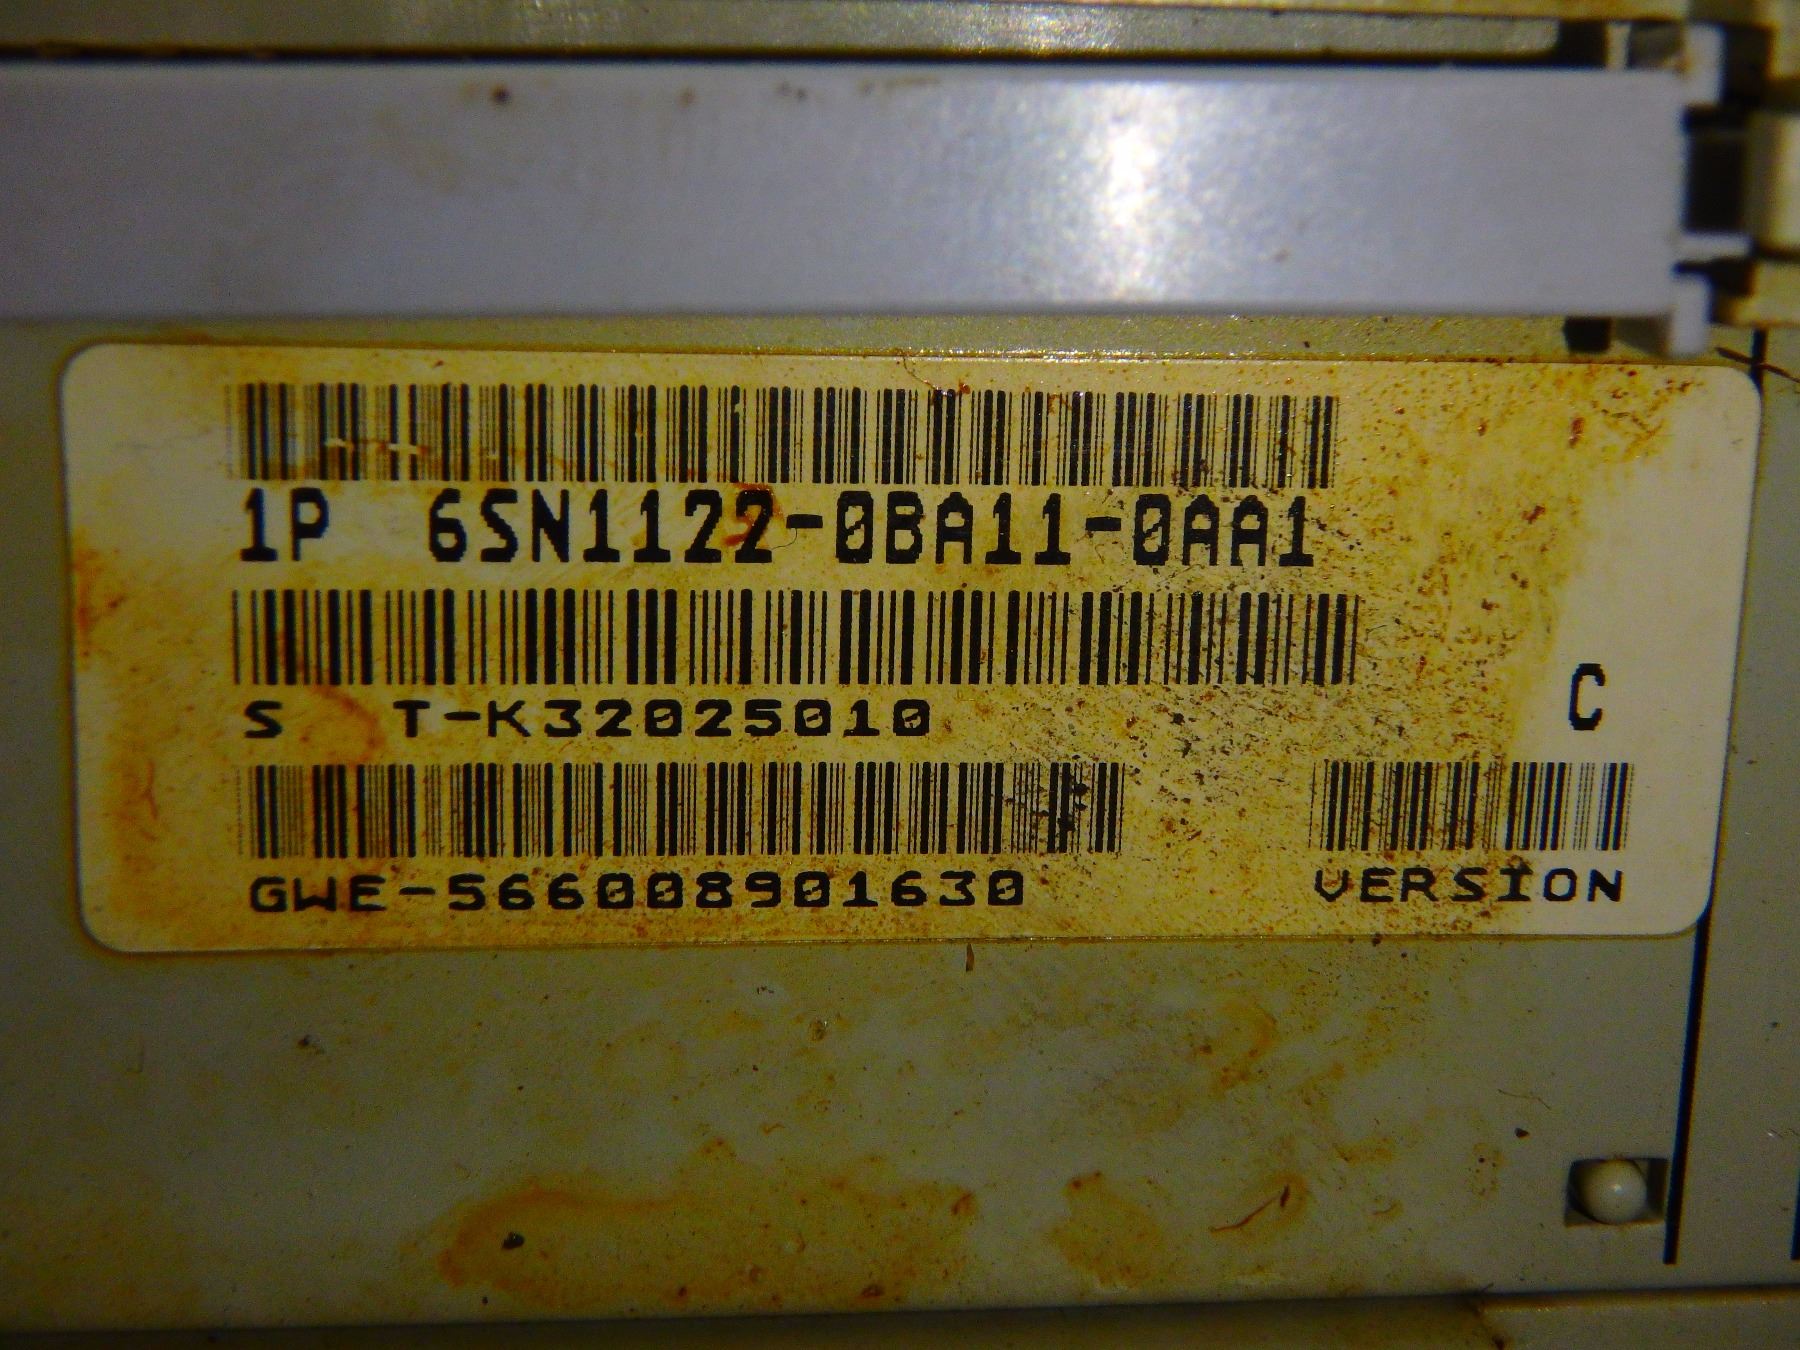 1P 6SN1122-0BA11-0AA1
S T-K32025010
C
GWE-566008901630
VERSION